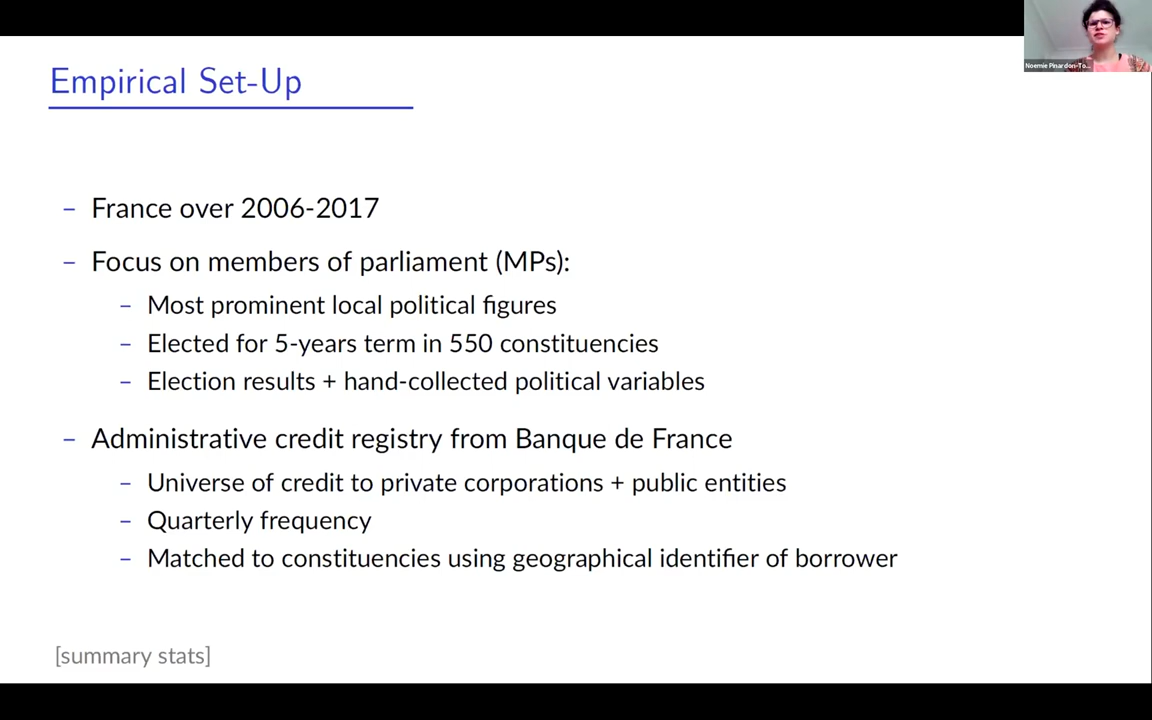 Noemie Pinardon-To...
Empirical Set-Up
– France over 2006-2017
– Focus on members of parliament (MPs):
– Most prominent local political figures
– Elected for 5-years term in 550 constituencies
– Election results + hand-collected political variables
– Administrative credit registry from Banque de France
– Universe of credit to private corporations + public entities
– Quarterly frequency
– Matched to constituencies using geographical identifier of borrower
[summary stats]